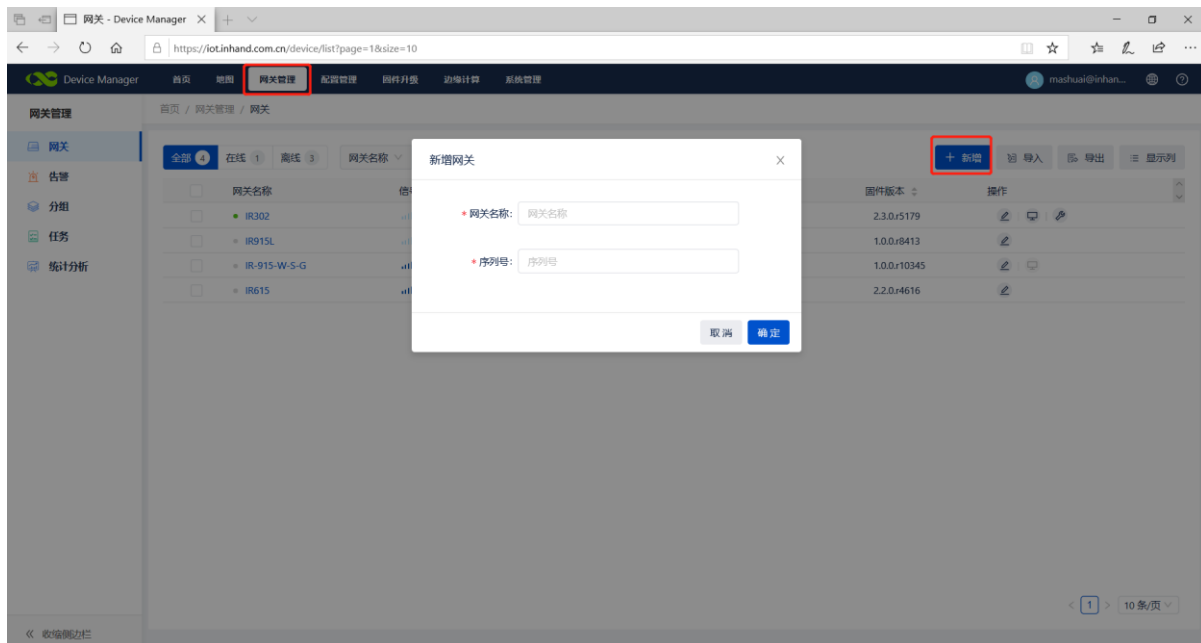 网关 - Device Manager
https://iot.inhand.com.cn/device/list?page=1&size=10
Device Manager 首页 地图 网关管理 配置管理 固件升级 边缘计算 系统管理 mashuai@inhan...
网关管理 首页 / 网关管理 / 网关
网关
告警
分组
任务
统计分析
全部 4 在线 1 离线 3 网关名称 新增 导入 导出 显示列
网关名称 信 固件版本 操作
IR302 2.3.0.r5179
IR915L 1.0.0.r8413
IR-915-W-S-G 1.0.0.r10345
IR615 2.2.0.r4616
新增网关
* 网关名称: 网关名称
* 序列号: 序列号
取消 确定
1 10 条/页
收缩侧边栏